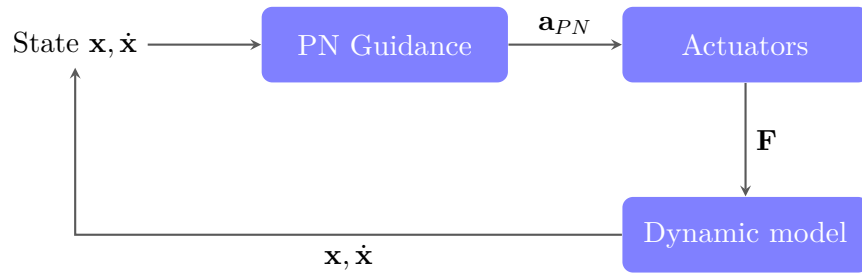 State 𝐱, 𝐱̇
PN Guidance
𝐚_PN
Actuators
𝐅
Dynamic model
𝐱, 𝐱̇